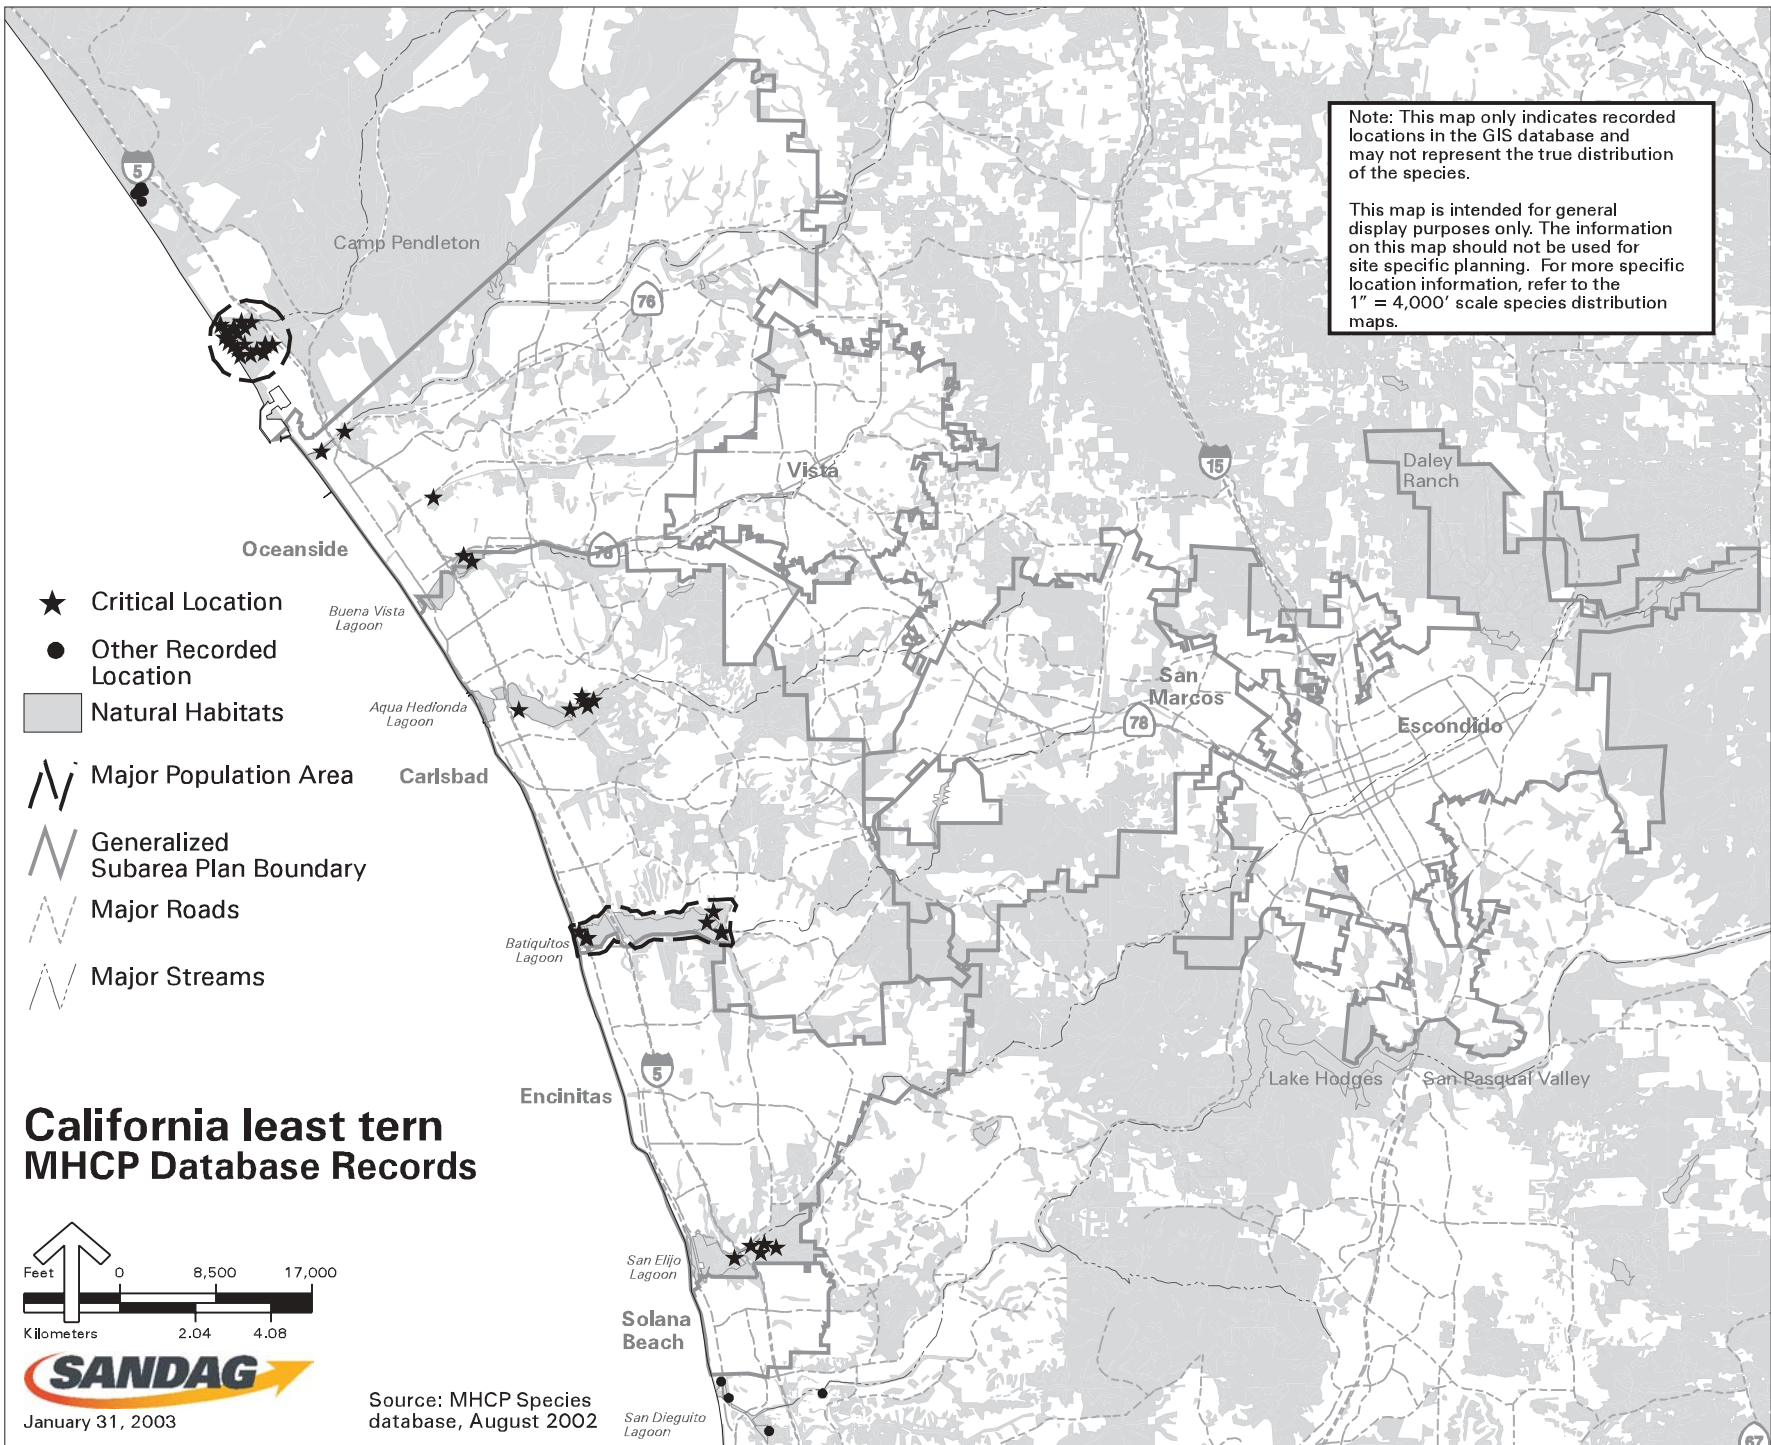 Note: This map only indicates recorded
locations in the GIS database and
may not represent the true distribution
of the species.
This map is intended for general
display purposes only. The information
on this map should not be used for
site specific planning. For more specific
location information, refer to the
1" = 4,000' scale species distribution
maps.
5
Camp Pendleton
76
Vista
15
Daley
Ranch
Oceanside
78
Critical Location
Buena Vista
Lagoon
Other Recorded
Location
Natural Habitats
Aqua Hedionda
Lagoon
San
Marcos
78
Escondido
Major Population Area
Carlsbad
Generalized
Subarea Plan Boundary
Major Roads
Batiquitos
Lagoon
Major Streams
5
Encinitas
Lake Hodges
San Pasqual Valley
California least tern
MHCP Database Records
San Elijo
Lagoon
Feet 0 8,500 17,000
Kilometers 2.04 4.08
Solana
Beach
SANDAG
January 31, 2003
Source: MHCP Species
database, August 2002
San Dieguito
Lagoon
67